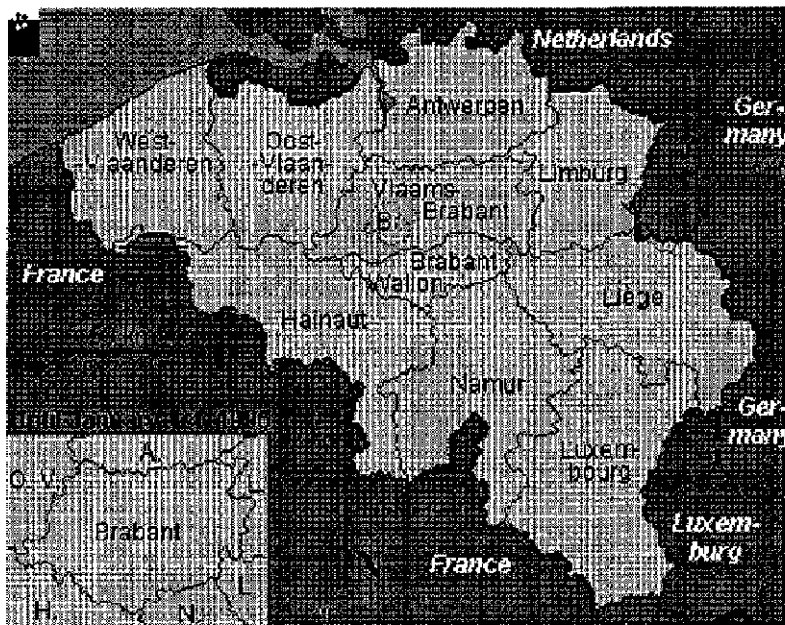 Netherlands
Antwerpen
Ger-
many
West-
vlaanderen
Oost-
Vlaan-
deren
Limburg
Vlaams-
Brabant
B.
Brabant
Wallon
France
Liège
Hainaut
Namur
Ger-
many
Luxem-
bourg
A.
O.-V.
L.
Brabant
L.
H.
N.
France
Luxem-
burg